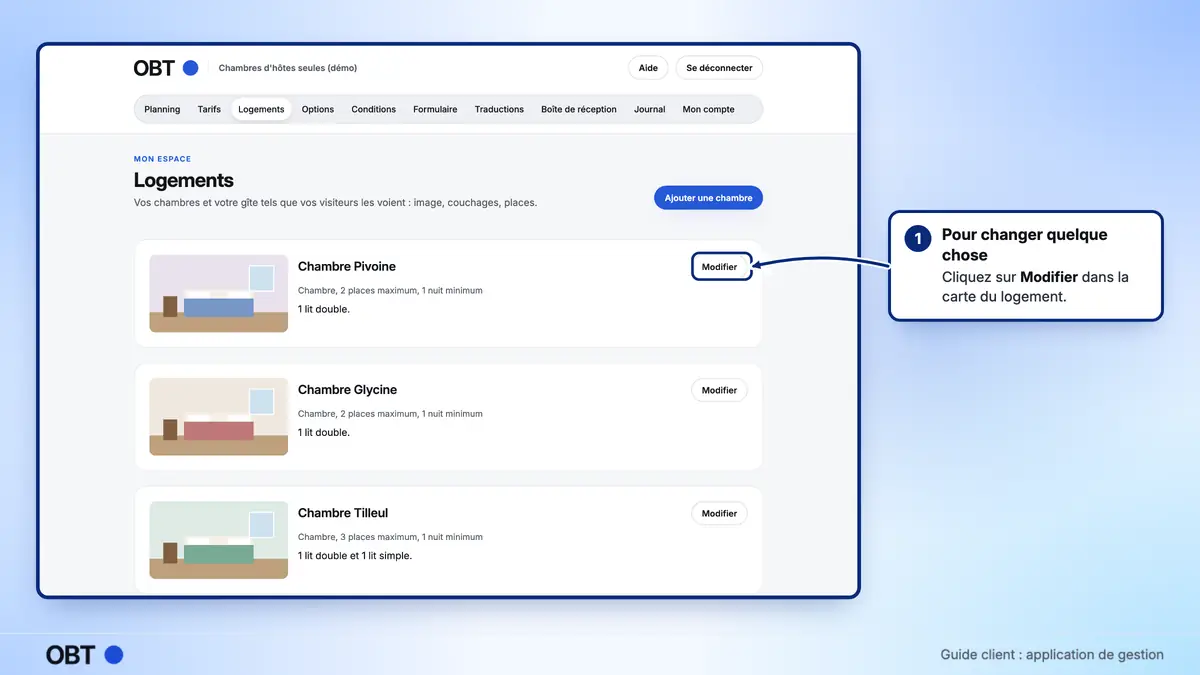 OBT
Chambres d'hôtes seules (démo)
Aide
Se déconnecter
Planning
Tarifs
Logements
Options
Conditions
Formulaire
Traductions
Boîte de réception
Journal
Mon compte
MON ESPACE
Logements
Vos chambres et votre gîte tels que vos visiteurs les voient : image, couchages, places.
Ajouter une chambre
Chambre Pivoine
Chambre, 2 places maximum, 1 nuit minimum
1 lit double.
Modifier
Chambre Glycine
Chambre, 2 places maximum, 1 nuit minimum
1 lit double.
Modifier
Chambre Tilleul
Chambre, 3 places maximum, 1 nuit minimum
1 lit double et 1 lit simple.
Modifier
1
Pour changer quelque
chose
Cliquez sur Modifier dans la
carte du logement.
OBT
Guide client : application de gestion